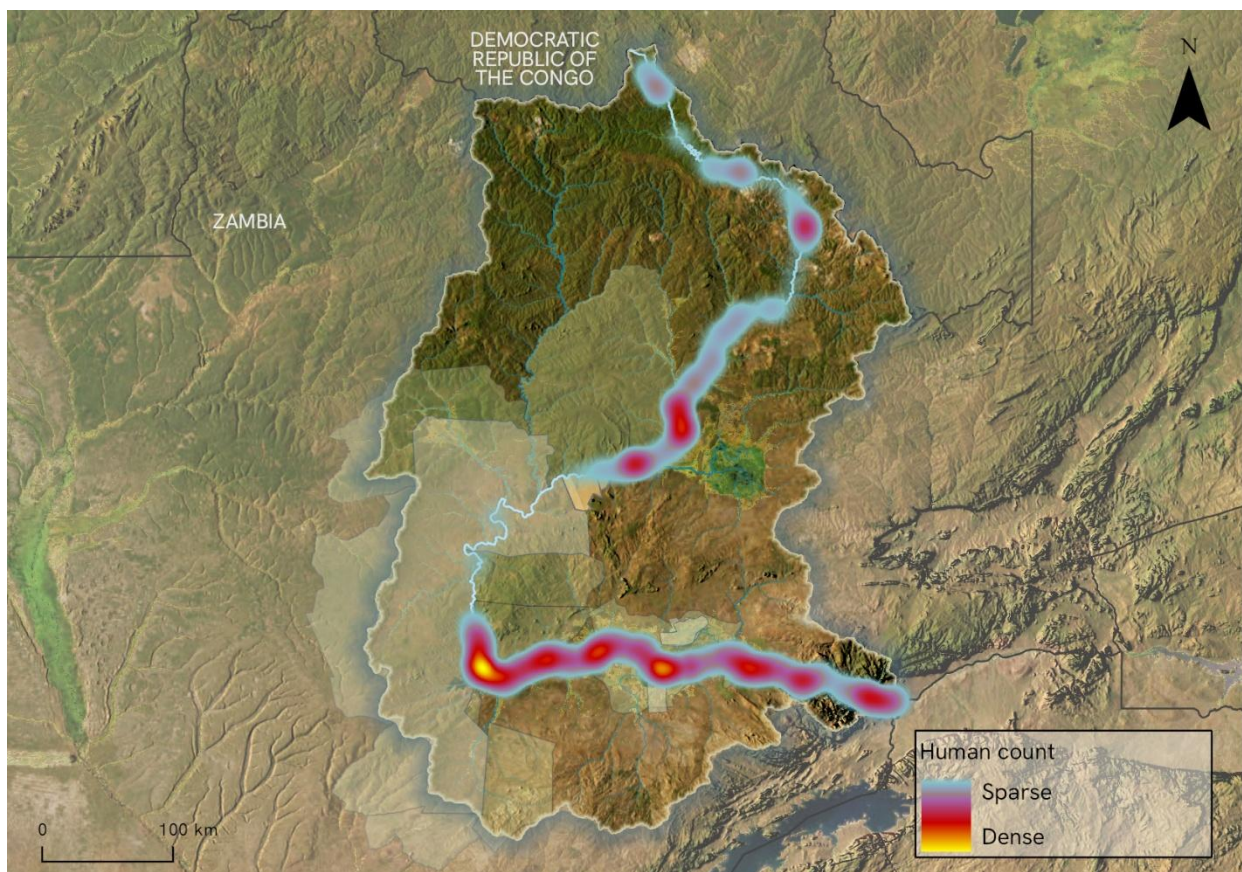 DEMOCRATIC
REPUBLIC OF
THE CONGO
N
ZAMBIA
Human count
Sparse
Dense
0
100 km